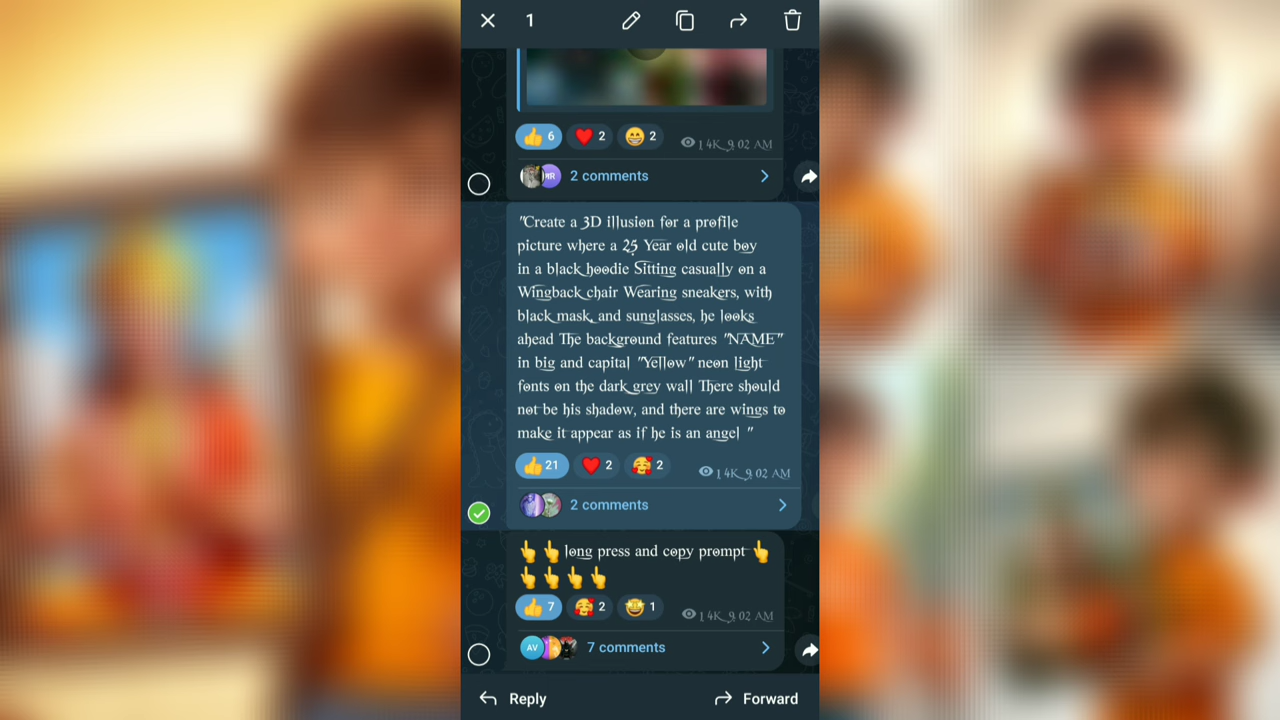 1
6 2 2 1 4K 9 02 AM
MR 2 comments
"Create a 3D illusion for a profile
picture where a 25 Year old cute boy
in a black hoodie Sitting casually on a
Wingback chair Wearing sneakers, with
black mask, and sunglasses, he looks
ahead The background features "NAME"
in big and capital "Yellow" neon light
fonts on the dark grey wall There should
not be his shadow, and there are wings to
make it appear as if he is an angel "
21 2 2 1 4K 9 02 AM
2 comments
long press and copy prompt
7 2 1 1 4K 9 02 AM
AV 7 comments
Reply Forward